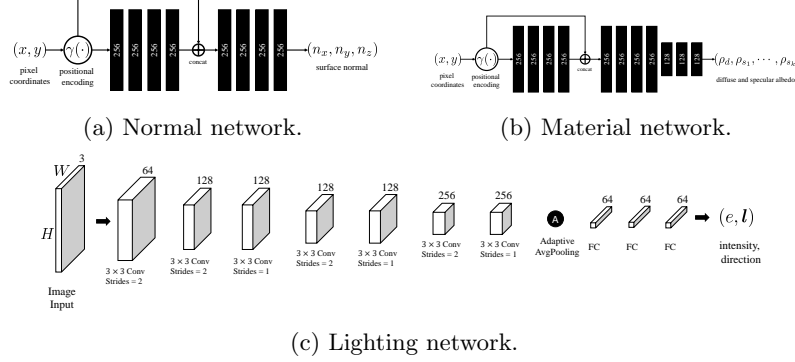 (x, y) γ(·) 256 256 256 256 256 256 256 256 (n_x, n_y, n_z)
pixel coordinates positional encoding concat surface normal
(a) Normal network.
(x, y) γ(·) 256 256 256 256 256 256 256 256 128 128 128 (ρ_d, ρ_{s_1}, ⋯, ρ_{s_k}
pixel coordinates positional encoding concat diffuse and specular albedo
(b) Material network.
W 3 64 128 128 128 128 256 256 64 64 64
H A (e, l)
3 × 3 Conv Strides = 2
3 × 3 Conv Strides = 2
3 × 3 Conv Strides = 1
3 × 3 Conv Strides = 2
3 × 3 Conv Strides = 1
3 × 3 Conv Strides = 2
3 × 3 Conv Strides = 2
Adaptive AvgPooling
FC FC FC
intensity, direction
Image Input
(c) Lighting network.